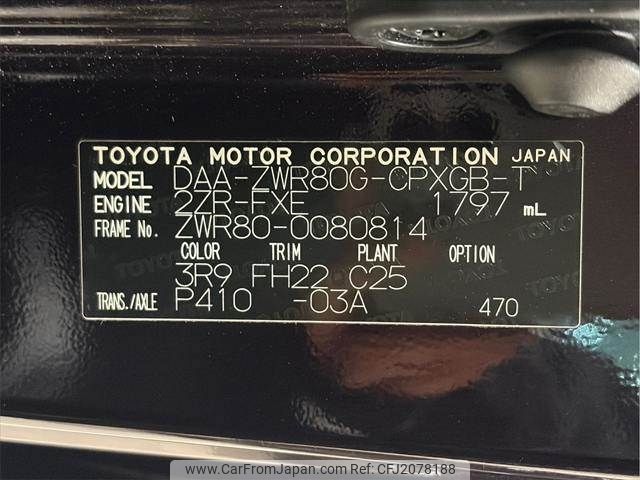 TOYOTA MOTOR CORPORATION JAPAN
MODEL DAA-ZWR80G-CPXGB-T
ENGINE 2ZR-FXE 1797 mL
FRAME No. ZWR80-0080814
COLOR TRIM PLANT OPTION
3R9 FH22 C25
TRANS./AXLE P410 -03A 470
www.CarFromJapan.com | Ref No: CFJ2078188